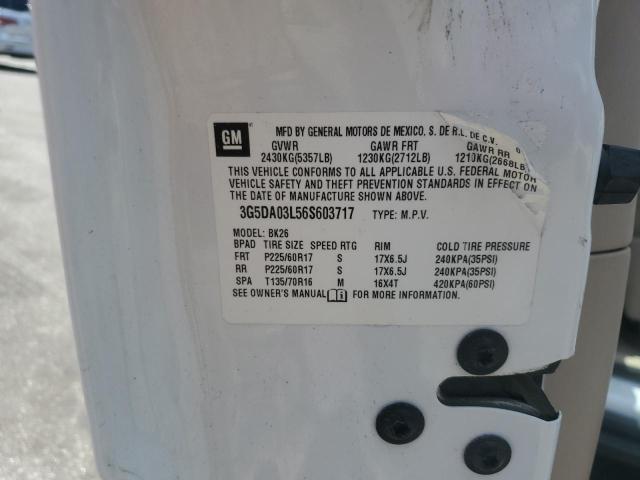 GM MFD BY GENERAL MOTORS DE MEXICO, S. DE R.L. DE C.V.
GVWR GAWR FRT GAWR RR
2430KG(5357LB) 1230KG(2712LB) 1210KG(2668LB
THIS VEHICLE CONFORMS TO ALL APPLICABLE U.S. FEDERAL MOTOR
VEHICLE SAFETY AND THEFT PREVENTION STANDARDS IN EFFECT ON
THE DATE OF MANUFACTURE SHOWN ABOVE.
3G5DA03L56S603717 TYPE: M.P.V.
MODEL: BK26
BPAD TIRE SIZE SPEED RTG RIM COLD TIRE PRESSURE
FRT P225/60R17 S 17X6.5J 240KPA(35PSI)
RR P225/60R17 S 17X6.5J 240KPA(35PSI)
SPA T135/70R16 M 16X4T 420KPA(60PSI)
SEE OWNER'S MANUAL FOR MORE INFORMATION.